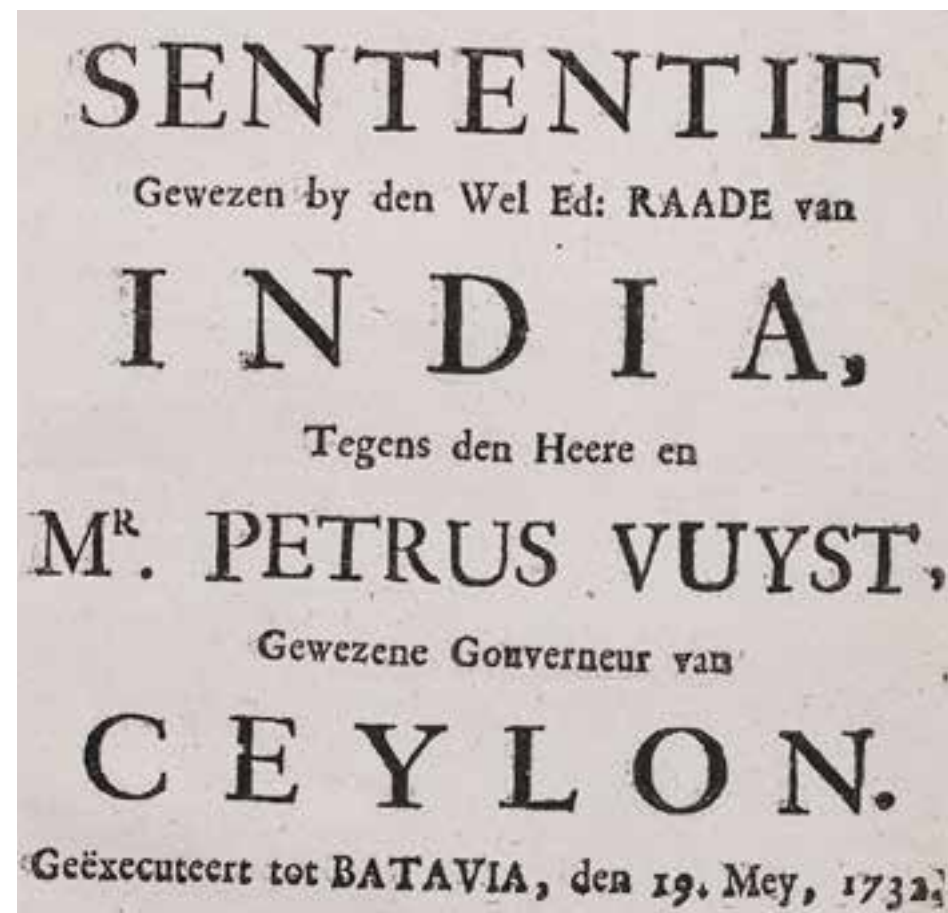 SENTENTIE,
Gewezen by den Wel Ed: RAADE van
INDIA,
Tegens den Heere en
MR. PETRUS VUYST,
Gewezene Gouverneur van
CEYLON.
Geëxecuteert tot BATAVIA, den 19. Mey, 1732.